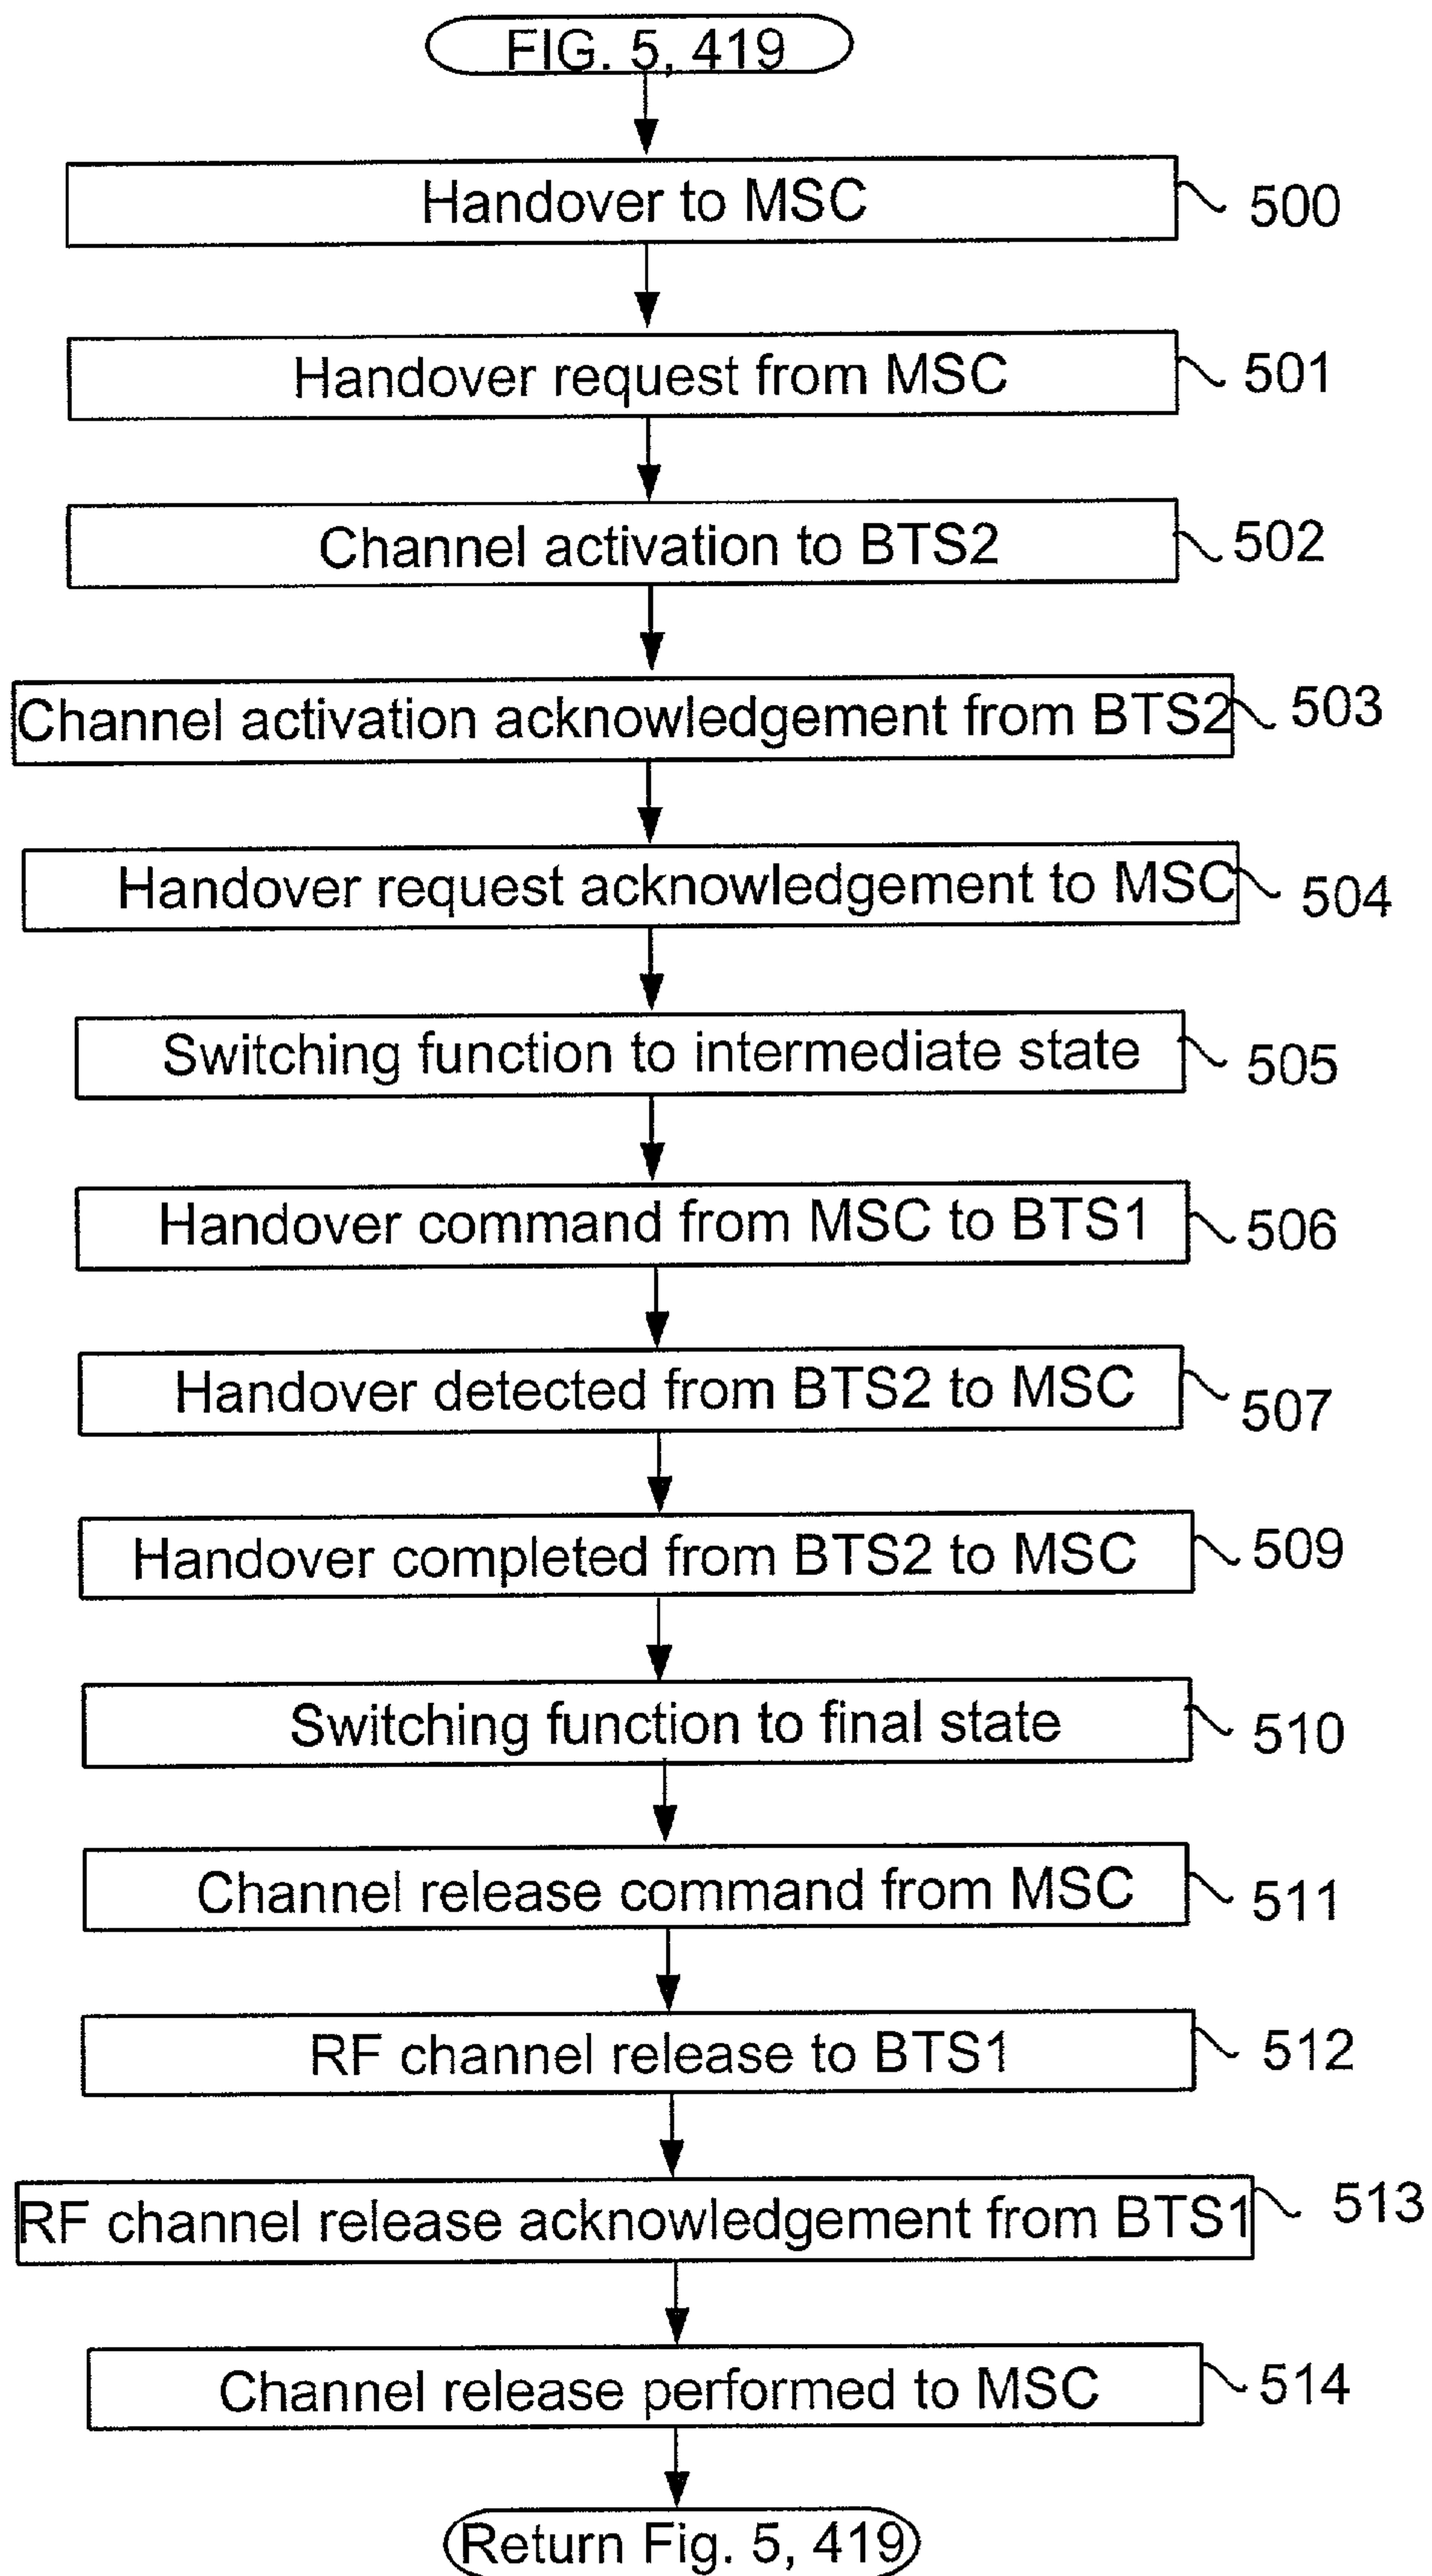 FIG. 5, 419
Handover to MSC 500
Handover request from MSC 501
Channel activation to BTS2 502
Channel activation acknowledgement from BTS2 503
Handover request acknowledgement to MSC 504
Switching function to intermediate state 505
Handover command from MSC to BTS1 506
Handover detected from BTS2 to MSC 507
Handover completed from BTS2 to MSC 509
Switching function to final state 510
Channel release command from MSC 511
RF channel release to BTS1 512
RF channel release acknowledgement from BTS1 513
Channel release performed to MSC 514
Return Fig. 5, 419